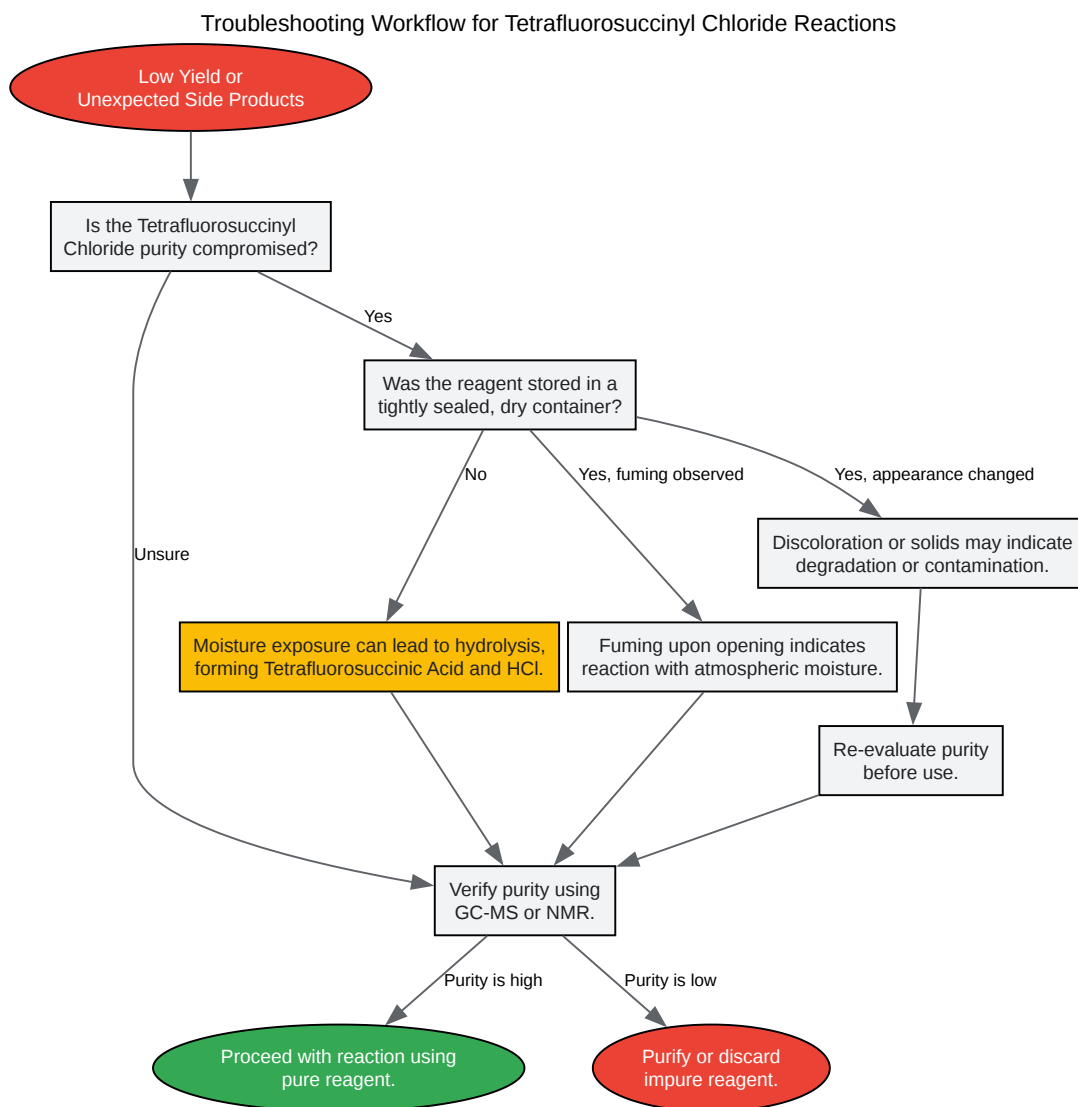 Troubleshooting Workflow for Tetrafluorosuccinyl Chloride Reactions
Low Yield or
Unexpected Side Products
Is the Tetrafluorosuccinyl
Chloride purity compromised?
Yes
Was the reagent stored in a
tightly sealed, dry container?
No
Yes, fuming observed
Yes, appearance changed
Unsure
Discoloration or solids may indicate
degradation or contamination.
Moisture exposure can lead to hydrolysis,
forming Tetrafluorosuccinic Acid and HCl.
Fuming upon opening indicates
reaction with atmospheric moisture.
Re-evaluate purity
before use.
Verify purity using
GC-MS or NMR.
Purity is high
Purity is low
Proceed with reaction using
pure reagent.
Purify or discard
impure reagent.